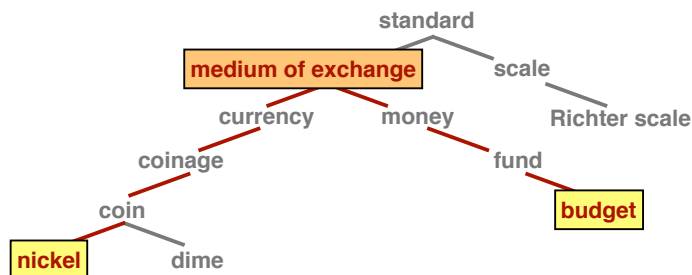 standard
medium of exchange
scale
currency
money
Richter scale
coinage
fund
coin
budget
nickel
dime